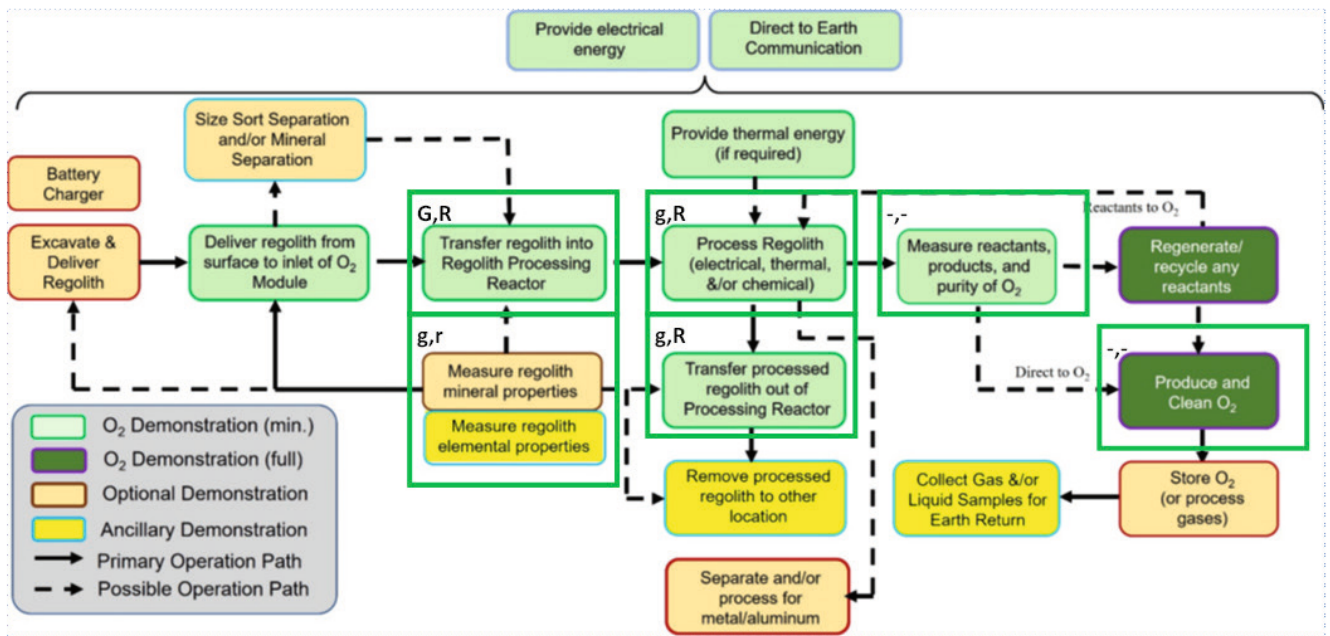 Provide electrical
energy
Direct to Earth
Communication
Size Sort Separation
and/or Mineral
Separation
Provide thermal energy
(if required)
Battery
Charger
Excavate &
Deliver
Regolith
Deliver regolith from
surface to inlet of O₂
Module
G,R
Transfer regolith into
Regolith Processing
Reactor
g,R
Process Regolith
(electrical, thermal,
&/or chemical)
-,-
Measure reactants,
products, and
purity of O₂
Reactants to O₂
Regenerate/
recycle any
reactants
g,r
Measure regolith
mineral properties
Measure regolith
elemental properties
g,R
Transfer processed
regolith out of
Processing Reactor
Direct to O₂
-,-
Produce and
Clean O₂
Remove processed
regolith to other
location
Collect Gas &/or
Liquid Samples for
Earth Return
Store O₂
(or process
gases)
Separate and/or
process for
metal/aluminum
O₂ Demonstration (min.)
O₂ Demonstration (full)
Optional Demonstration
Ancillary Demonstration
Primary Operation Path
Possible Operation Path